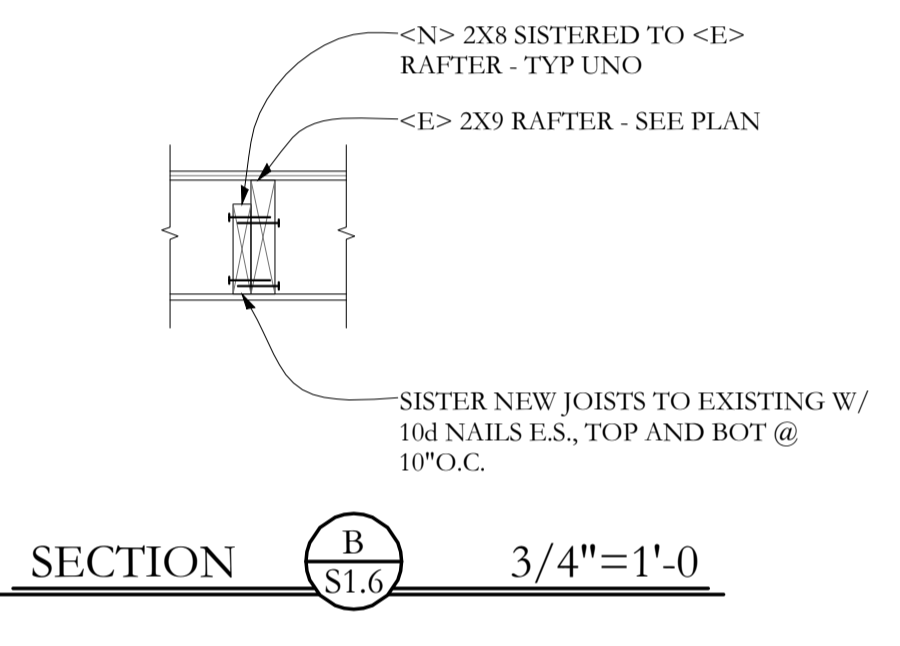 <N> 2X8 SISTERED TO <E>
RAFTER - TYP UNO
<E> 2X9 RAFTER - SEE PLAN
SISTER NEW JOISTS TO EXISTING W/
10d NAILS E.S., TOP AND BOT @
10"O.C.
SECTION
B
S1.6
3/4"=1'-0